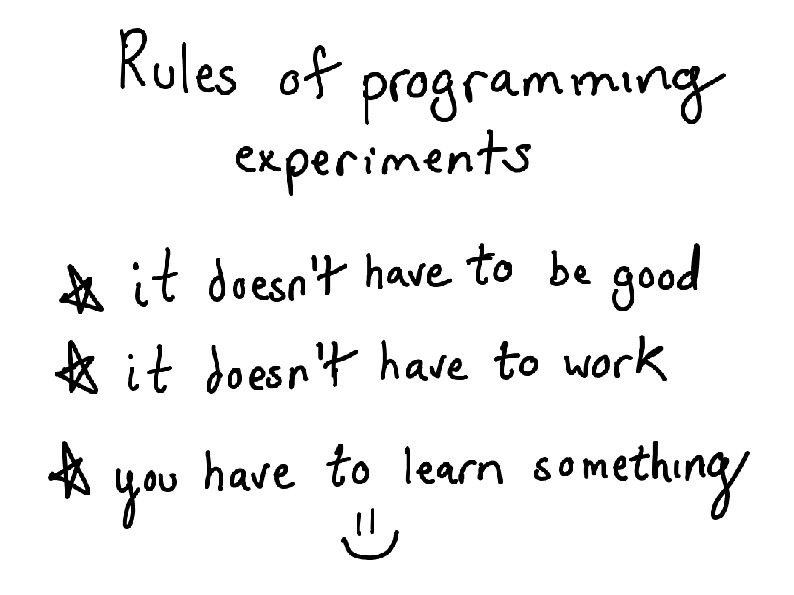 Rules of programming
experiments
☆ it doesn't have to be good
☆ it doesn't have to work
☆ you have to learn something